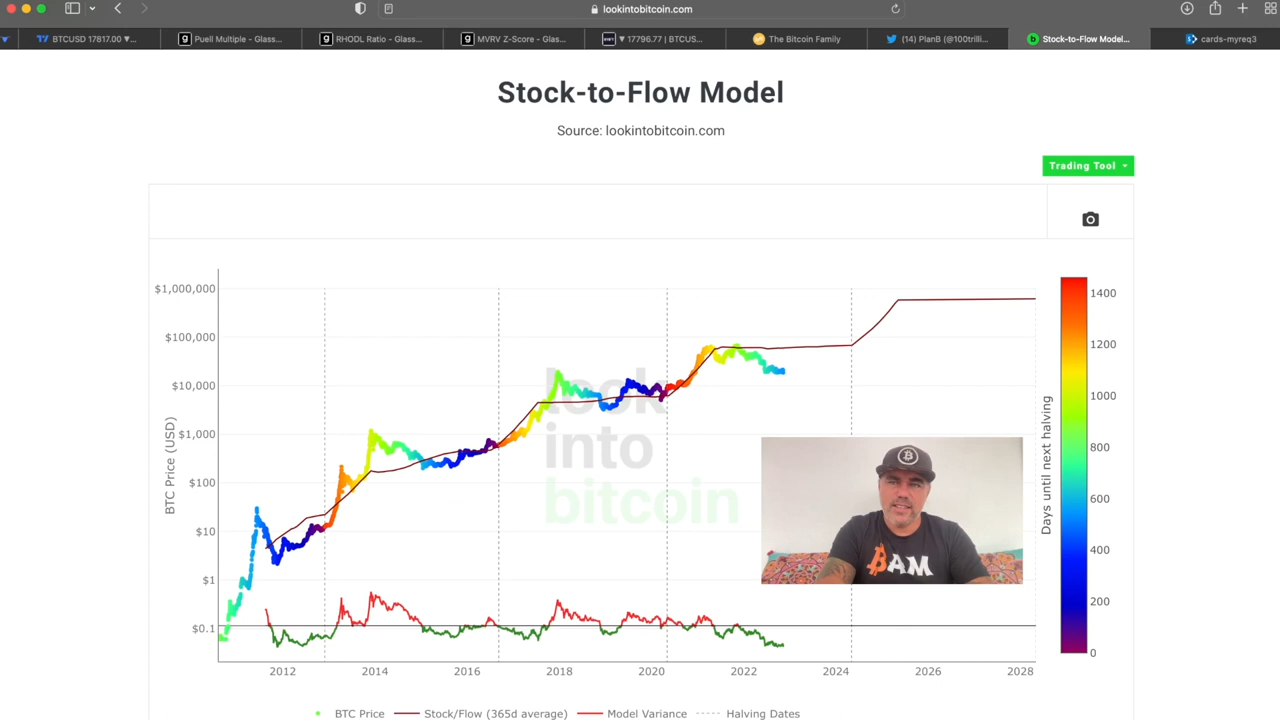 lookintobitcoin.com
BTCUSD 17817.00 ▼...
Puell Multiple - Glass...
RHODL Ratio - Glass...
MVRV Z-Score - Glas...
▼ 17796.77 | BTCUS...
The Bitcoin Family
(14) PlanB (@100trilli...
Stock-to-Flow Model...
cards-myreq3
Stock-to-Flow Model
Source: lookintobitcoin.com
Trading Tool
$1,000,000
$100,000
$10,000
$1,000
$100
$10
$1
$0.1
BTC Price (USD)
look
into
bitcoin
BAM
1400
1200
1000
800
600
400
200
0
Days until next halving
2012
2014
2016
2018
2020
2022
2024
2026
2028
BTC Price
Stock/Flow (365d average)
Model Variance
Halving Dates